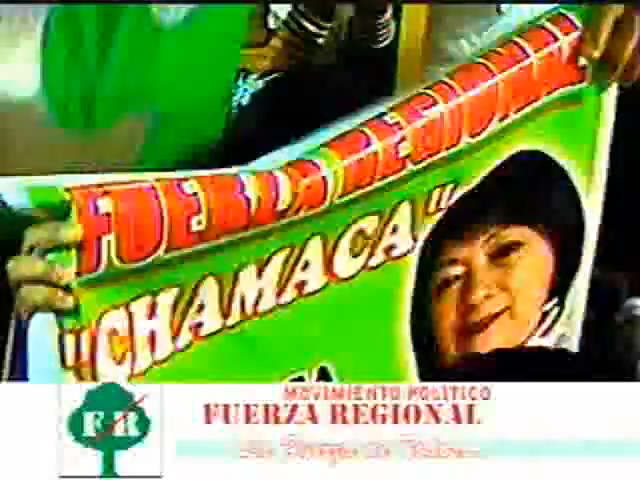 FUERZA REGIONAL
"CHAMACA"
MOVIMIENTO POLITICO
FUERZA REGIONAL
FR